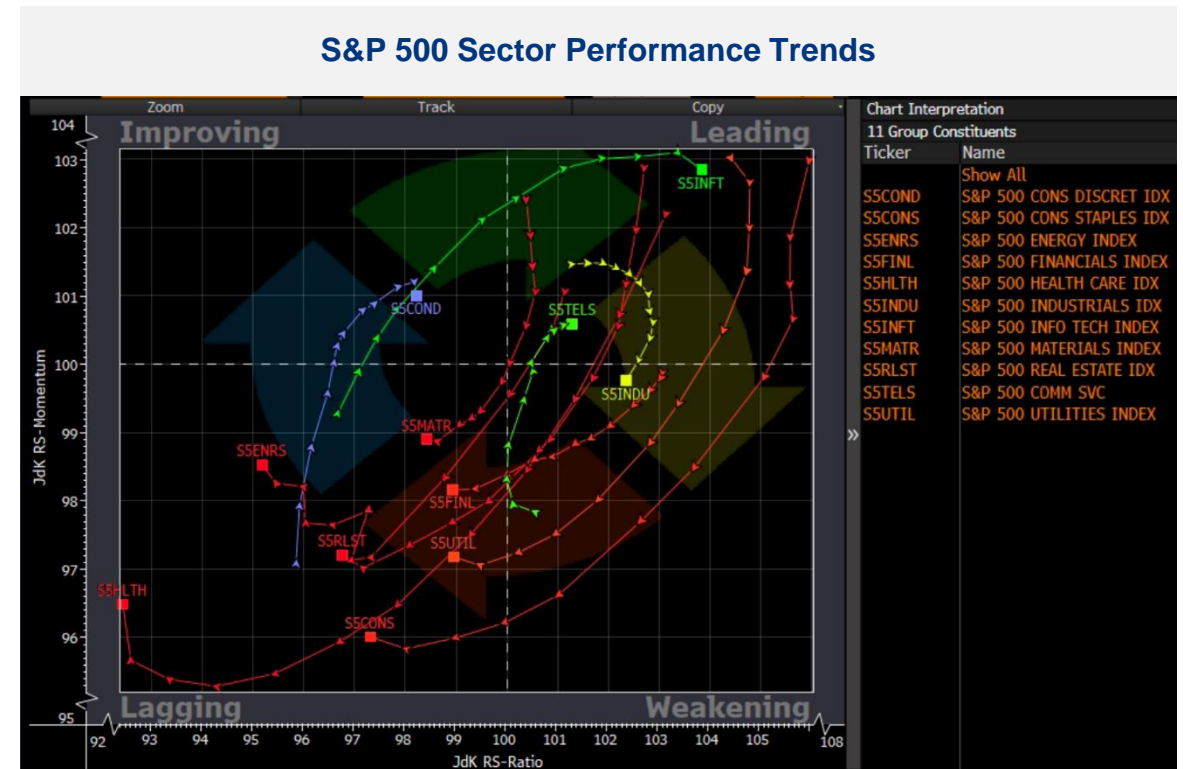 S&P 500 Sector Performance Trends
Zoom
Track
Copy
Chart Interpretation
11 Group Constituents
Ticker Name
Show All
S5COND S&P 500 CONS DISCRET IDX
S5CONS S&P 500 CONS STAPLES IDX
S5ENRS S&P 500 ENERGY INDEX
S5FINL S&P 500 FINANCIALS INDEX
S5HLTH S&P 500 HEALTH CARE IDX
S5INDU S&P 500 INDUSTRIALS IDX
S5INFT S&P 500 INFO TECH INDEX
S5MATR S&P 500 MATERIALS INDEX
S5RLST S&P 500 REAL ESTATE IDX
S5TELS S&P 500 COMM SVC
S5UTIL S&P 500 UTILITIES INDEX
»
Improving
Leading
Lagging
Weakening
S5INFT
S5COND
S5TELS
S5INDU
S5MATR
S5ENRS
S5FINL
S5RLST
S5UTIL
S5HLTH
S5CONS
104
103
102
101
100
99
98
97
96
95
JdK RS-Momentum
92 93 94 95 96 97 98 99 100 101 102 103 104 105 108
JdK RS-Ratio